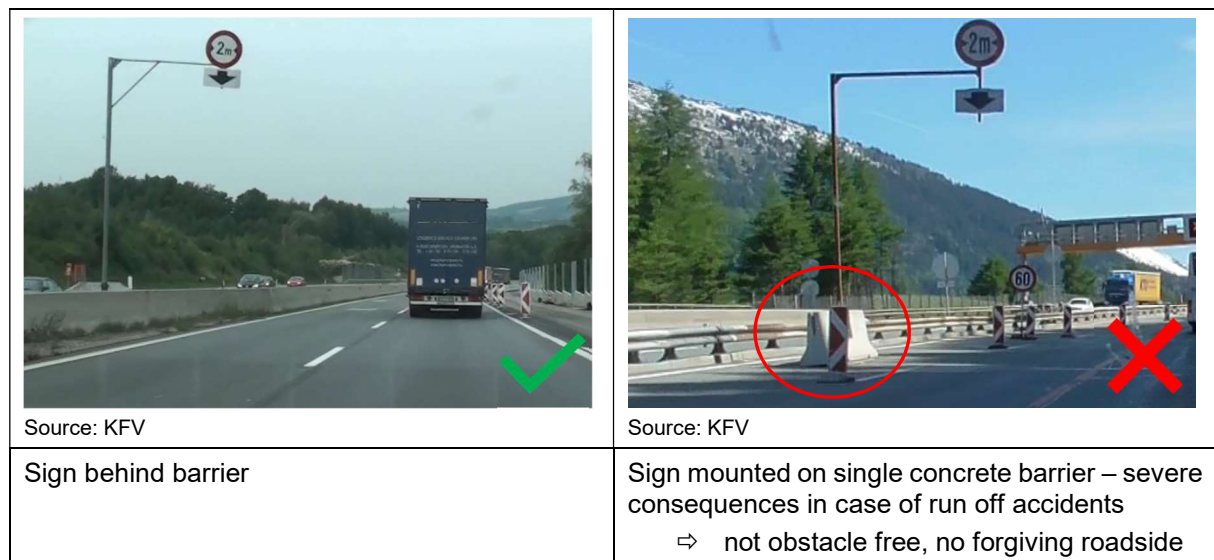 2m
2m
60
Source: KFV
Source: KFV
Sign behind barrier
Sign mounted on single concrete barrier – severe
consequences in case of run off accidents
⇨ not obstacle free, no forgiving roadside